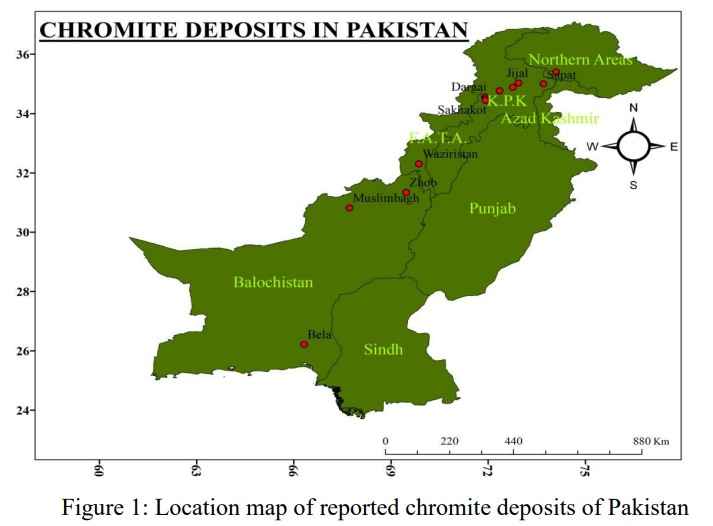 CHROMITE DEPOSITS IN PAKISTAN
36
34
32
30
28
26
24
Northern Areas
Jijal
Sapat
Dargai
K.P.K
Sakhakot
Azad Kashmir
F.A.T.A.
Waziristan
Zhob
Muslimbagh
Punjab
Balochistan
Bela
Sindh
N
W
E
S
0 220 440 880 Km
60 63 66 69 72 75
Figure 1: Location map of reported chromite deposits of Pakistan